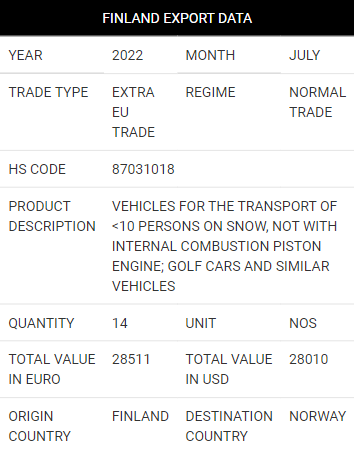 FINLAND EXPORT DATA
YEAR 2022 MONTH JULY
TRADE TYPE EXTRA REGIME NORMAL
EU TRADE
TRADE
HS CODE 87031018
PRODUCT VEHICLES FOR THE TRANSPORT OF
DESCRIPTION <10 PERSONS ON SNOW, NOT WITH
INTERNAL COMBUSTION PISTON
ENGINE; GOLF CARS AND SIMILAR
VEHICLES
QUANTITY 14 UNIT NOS
TOTAL VALUE 28511 TOTAL VALUE 28010
IN EURO IN USD
ORIGIN FINLAND DESTINATION NORWAY
COUNTRY COUNTRY